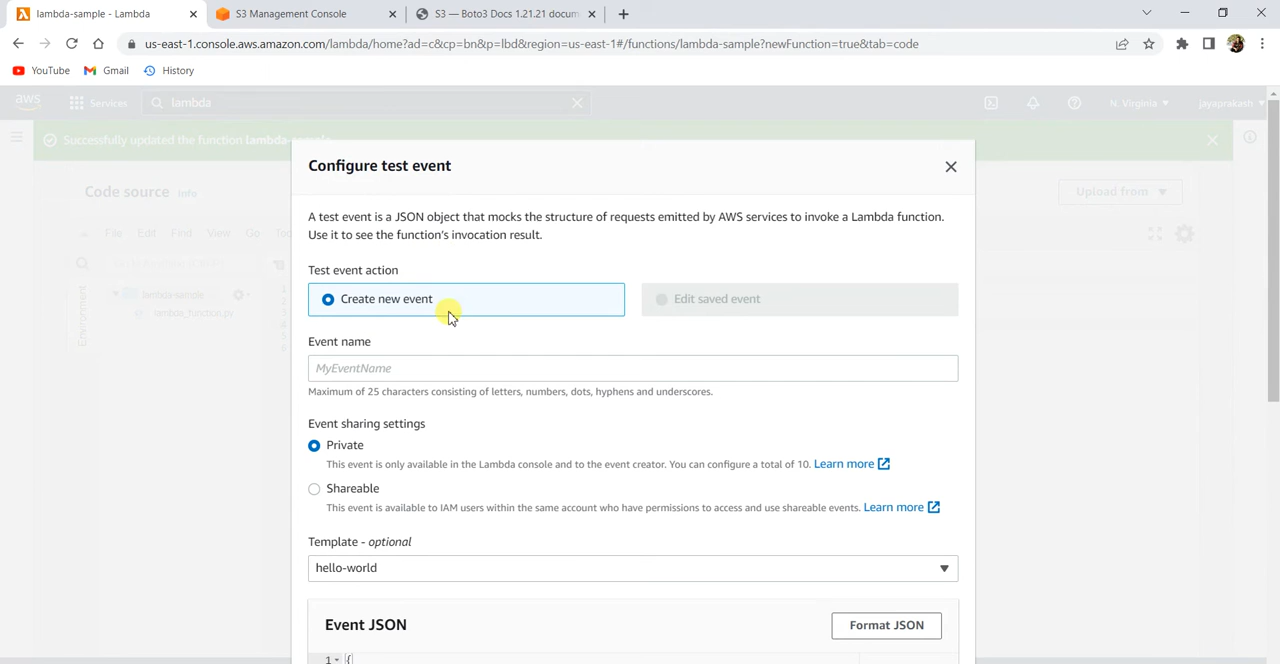 lambda-sample - Lambda
S3 Management Console
S3 — Boto3 Docs 1.21.21 docum
us-east-1.console.aws.amazon.com/lambda/home?ad=c&cp=bn&p=lbd&region=us-east-1#/functions/lambda-sample?newFunction=true&tab=code
YouTube
Gmail
History
aws
Services
lambda
N. Virginia
jayaprakash
Successfully updated the function lambda-sample.
Code source Info
Upload from
File Edit Find View Go
Environment
lambda-sample
lambda_function.py
Configure test event
A test event is a JSON object that mocks the structure of requests emitted by AWS services to invoke a Lambda function.
Use it to see the function's invocation result.
Test event action
Create new event
Edit saved event
Event name
MyEventName
Maximum of 25 characters consisting of letters, numbers, dots, hyphens and underscores.
Event sharing settings
Private
This event is only available in the Lambda console and to the event creator. You can configure a total of 10. Learn more
Shareable
This event is available to IAM users within the same account who have permissions to access and use shareable events. Learn more
Template - optional
hello-world
Event JSON
Format JSON
1 {